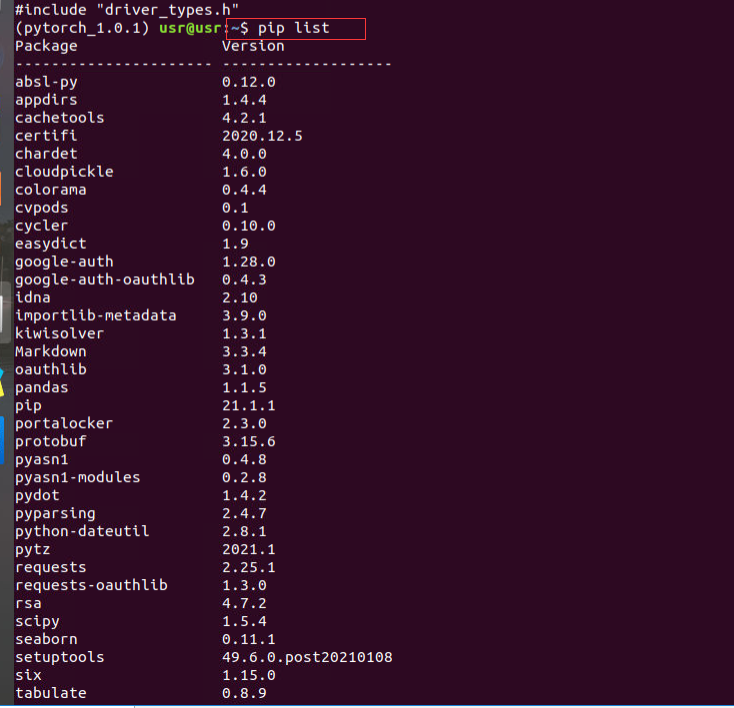 #include "driver_types.h"
(pytorch_1.0.1) usr@usr:~$ pip list
Package                Version
---------------------- -------------------
absl-py                0.12.0
appdirs                1.4.4
cachetools             4.2.1
certifi                2020.12.5
chardet                4.0.0
cloudpickle            1.6.0
colorama               0.4.4
cvpods                 0.1
cycler                 0.10.0
easydict               1.9
google-auth            1.28.0
google-auth-oauthlib   0.4.3
idna                   2.10
importlib-metadata     3.9.0
kiwisolver             1.3.1
Markdown               3.3.4
oauthlib               3.1.0
pandas                 1.1.5
pip                    21.1.1
portalocker            2.3.0
protobuf               3.15.6
pyasn1                 0.4.8
pyasn1-modules         0.2.8
pydot                  1.4.2
pyparsing              2.4.7
python-dateutil        2.8.1
pytz                   2021.1
requests               2.25.1
requests-oauthlib      1.3.0
rsa                    4.7.2
scipy                  1.5.4
seaborn                0.11.1
setuptools             49.6.0.post20210108
six                    1.15.0
tabulate               0.8.9